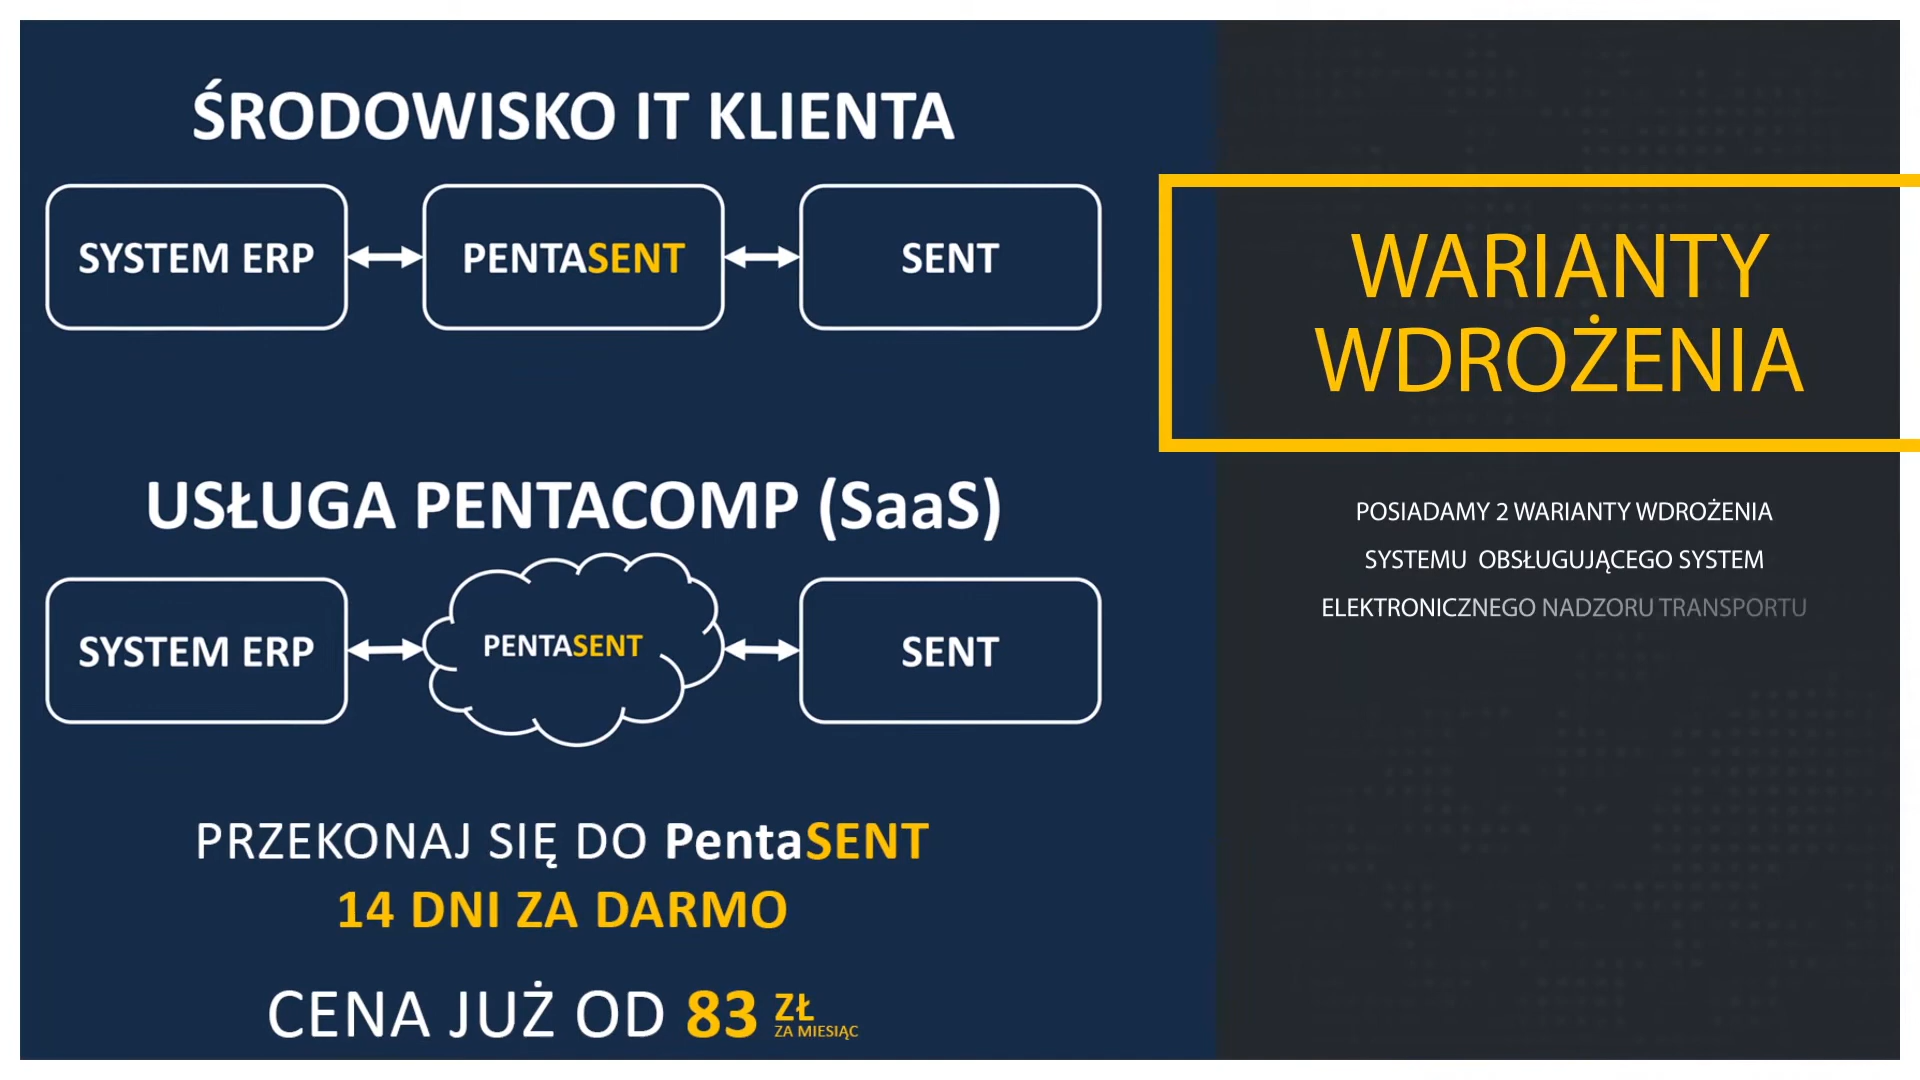 ŚRODOWISKO IT KLIENTA
SYSTEM ERP
PENTASENT
SENT
USŁUGA PENTACOMP (SaaS)
SYSTEM ERP
PENTASENT
SENT
PRZEKONAJ SIĘ DO PentaSENT
14 DNI ZA DARMO
CENA JUŻ OD 83 ZŁ
ZA MIESIĄC
WARIANTY
WDROŻENIA
POSIADAMY 2 WARIANTY WDROŻENIA
SYSTEMU OBSŁUGUJĄCEGO SYSTEM
ELEKTRONICZNEGO NADZORU TRANSPORTU